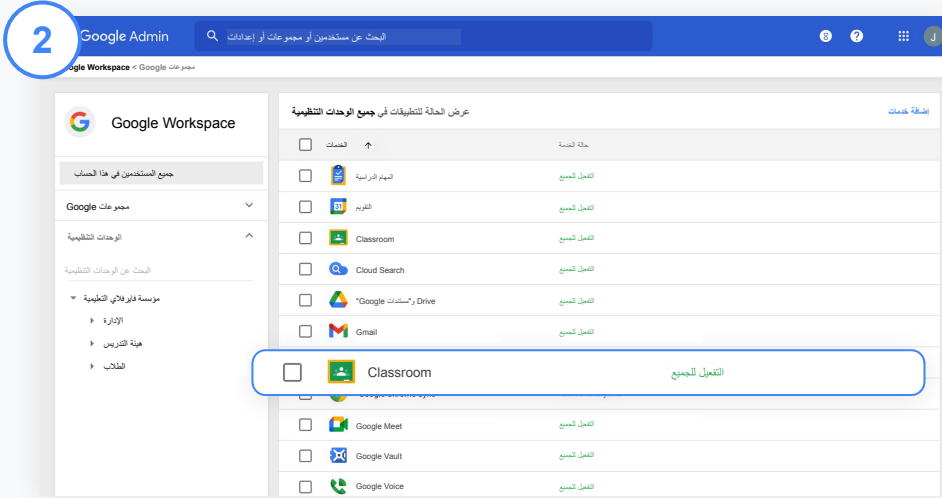 2
Google Admin
البحث عن مستخدمين أو مجموعات أو إعدادات
J
Google Workspace > مجموعات Google
Google Workspace
جميع المستخدمين في هذا الحساب
مجموعات Google
الوحدات التنظيمية
البحث عن الوحدات التنظيمية
مؤسسة فايرفلاي التعليمية
الإدارة
هيئة التدريس
الطلاب
عرض الحالة للتطبيقات في جميع الوحدات التنظيمية
إضافة خدمات
الخدمات
حالة الخدمة
المهام الدراسية
التفعيل للجميع
التقويم
التفعيل للجميع
Classroom
التفعيل للجميع
Cloud Search
التفعيل للجميع
Drive و"مستندات Google"
التفعيل للجميع
Gmail
التفعيل للجميع
Classroom
التفعيل للجميع
Google Meet
التفعيل للجميع
Google Vault
التفعيل للجميع
Google Voice
التفعيل للجميع